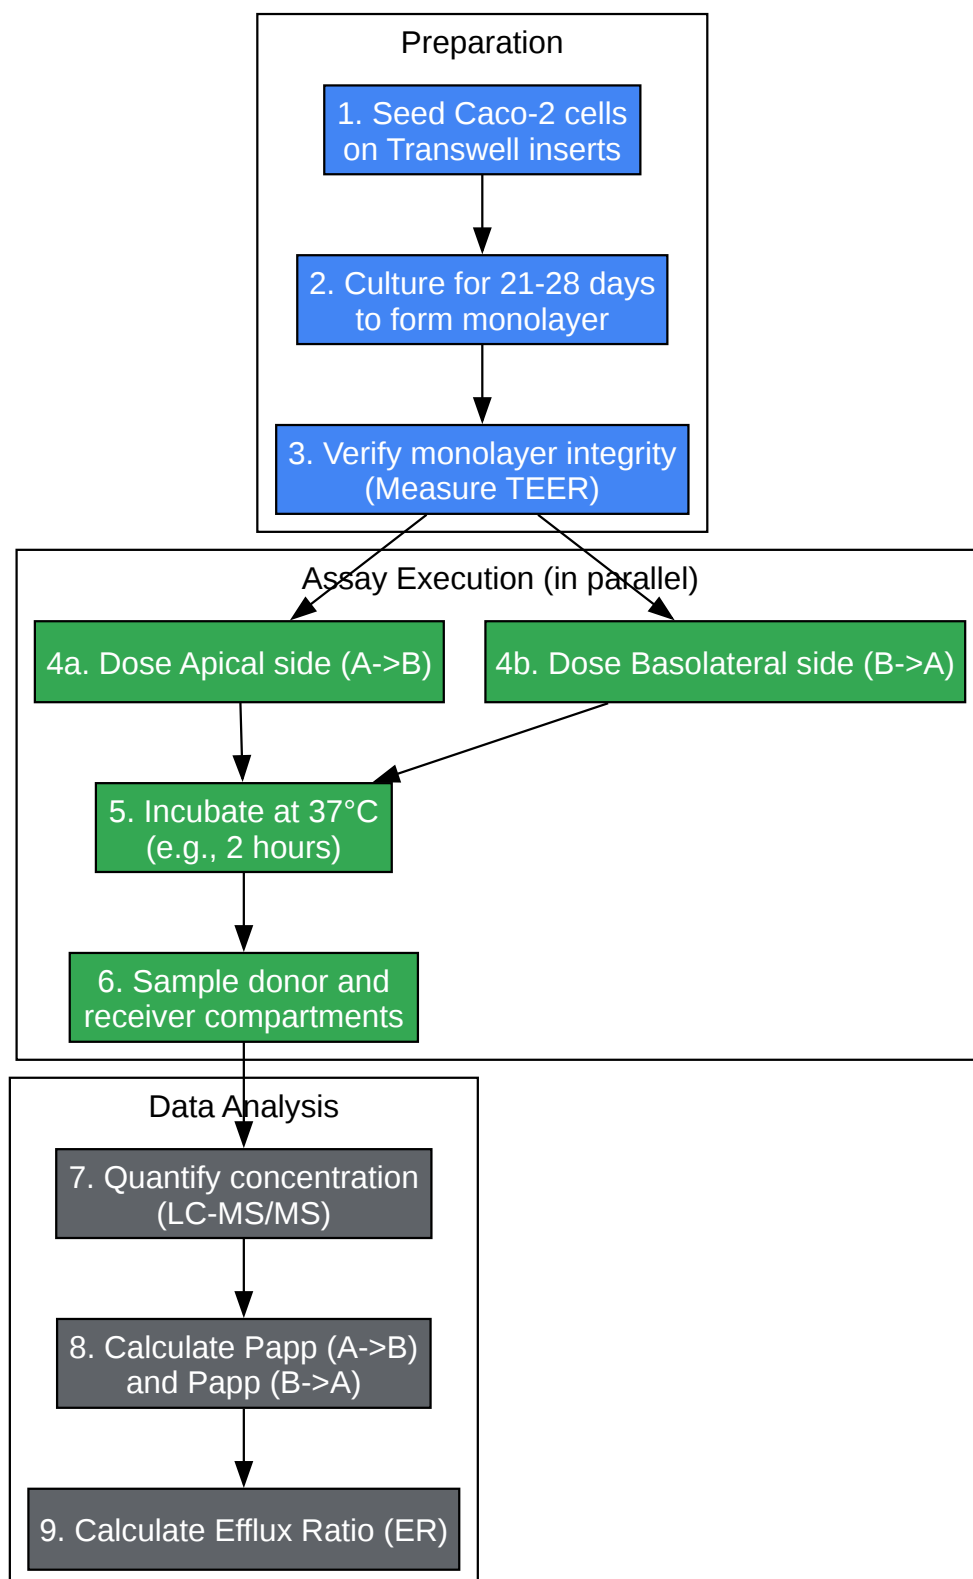 Preparation
1. Seed Caco-2 cells
on Transwell inserts
2. Culture for 21-28 days
to form monolayer
3. Verify monolayer integrity
(Measure TEER)
Assay Execution (in parallel)
4a. Dose Apical side (A->B)
4b. Dose Basolateral side (B->A)
5. Incubate at 37°C
(e.g., 2 hours)
6. Sample donor and
receiver compartments
Data Analysis
7. Quantify concentration
(LC-MS/MS)
8. Calculate Papp (A->B)
and Papp (B->A)
9. Calculate Efflux Ratio (ER)